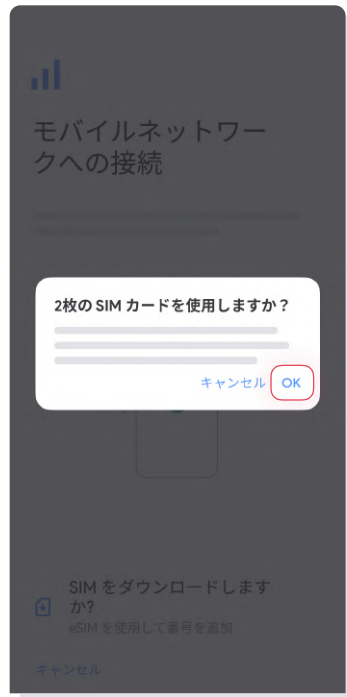 モバイルネットワー
クへの接続
2枚の SIM カードを使用しますか？
キャンセル OK
SIM をダウンロードします
か?
eSIM を使用して番号を追加
キャンセル